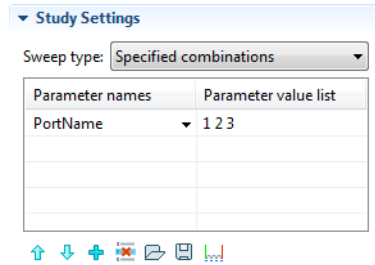 Study Settings
Sweep type: Specified combinations
Parameter names Parameter value list
PortName 1 2 3